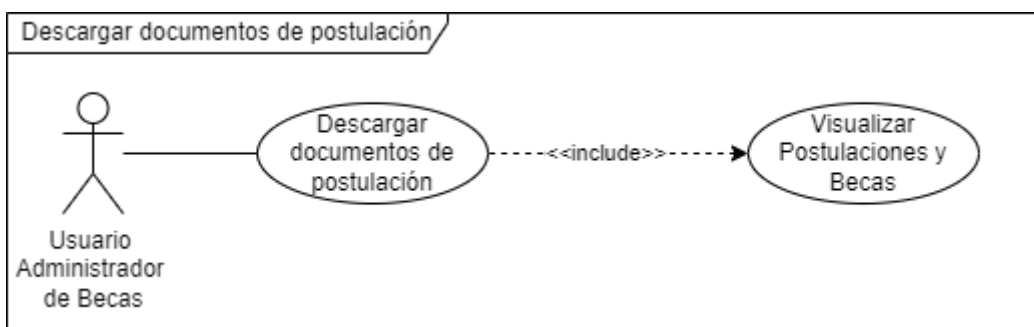 Descargar documentos de postulación
Descargar
documentos de
postulación
<<include>>
Visualizar
Postulaciones y
Becas
Usuario
Administrador
de Becas